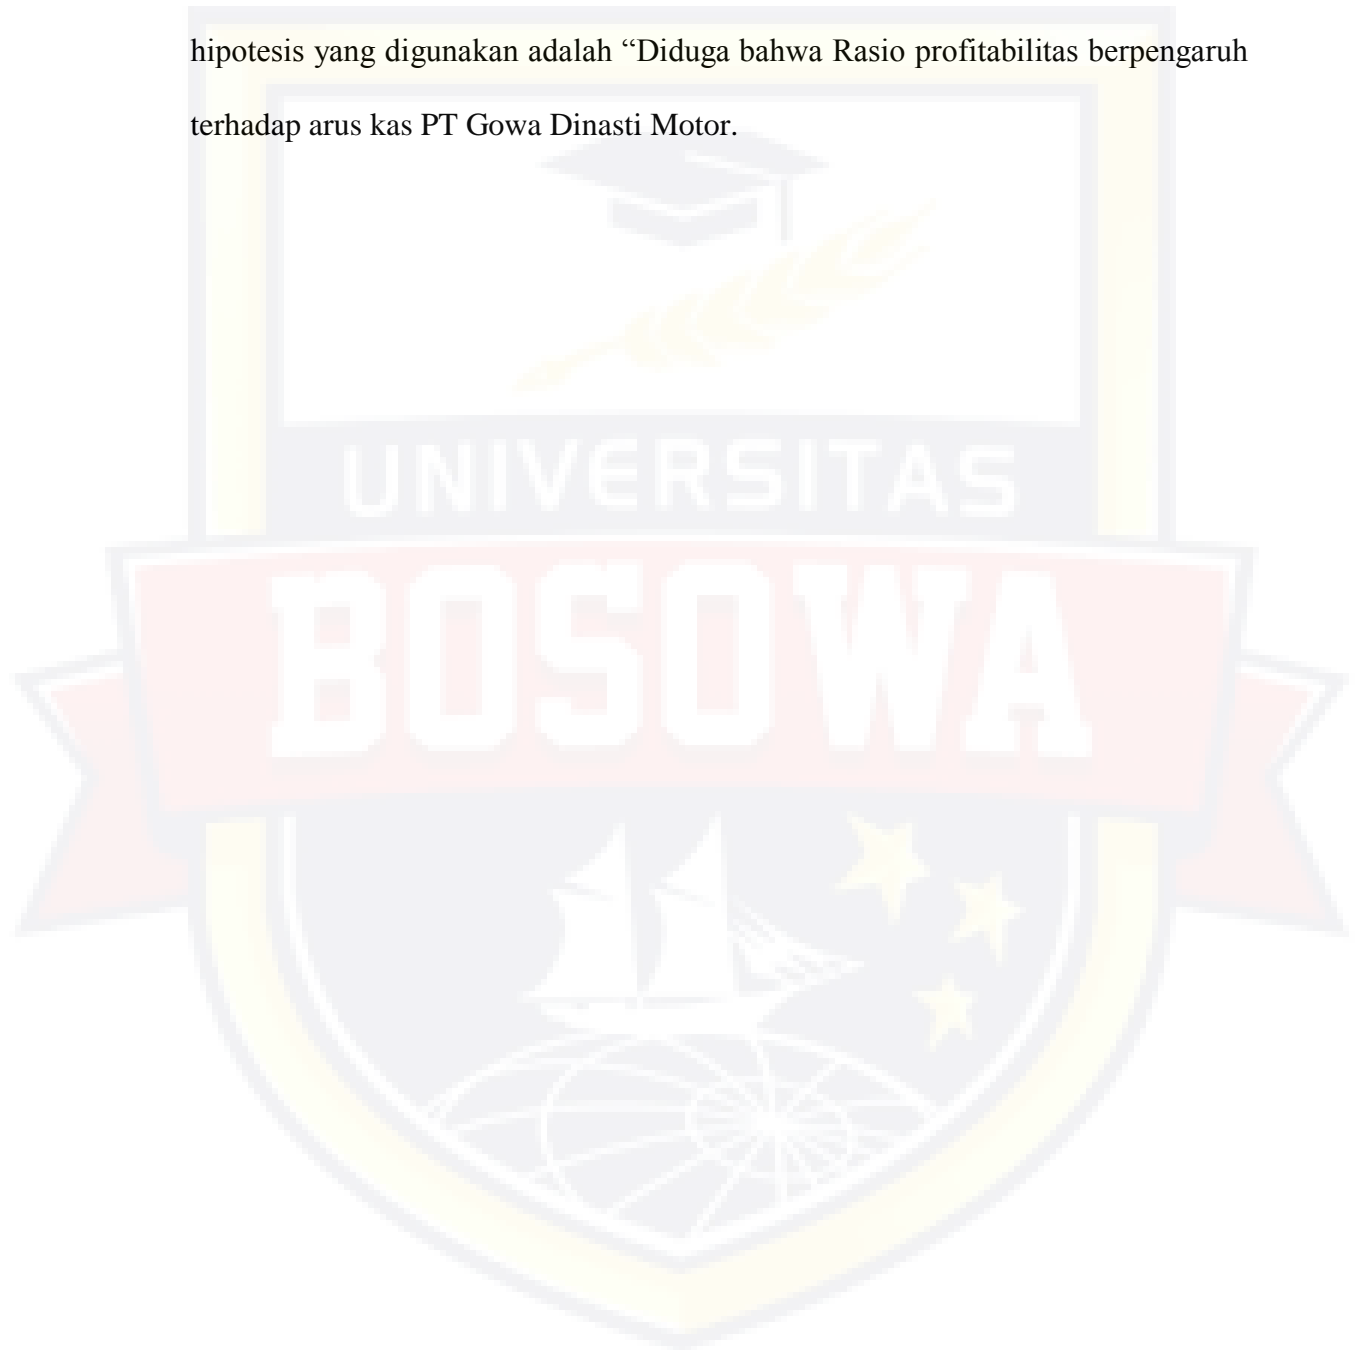 hipotesis yang digunakan adalah “Diduga bahwa Rasio profitabilitas berpengaruh
terhadap arus kas PT Gowa Dinasti Motor.
UNIVERSITAS
BOSOWA